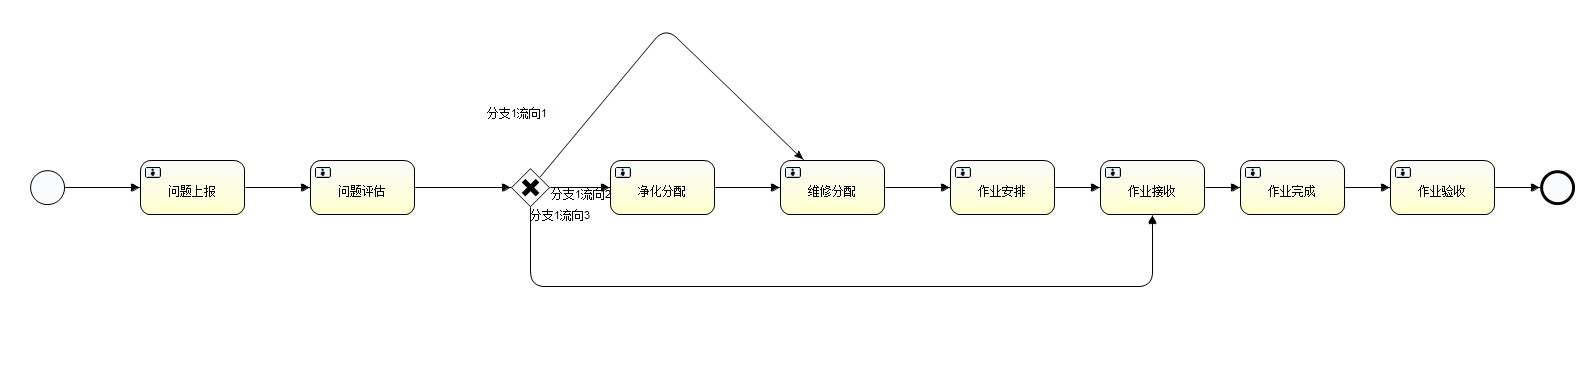 分支1流向1
问题上报
问题评估
分支1流向2
净化分配
维修分配
作业安排
作业接收
作业完成
作业验收
分支1流向3